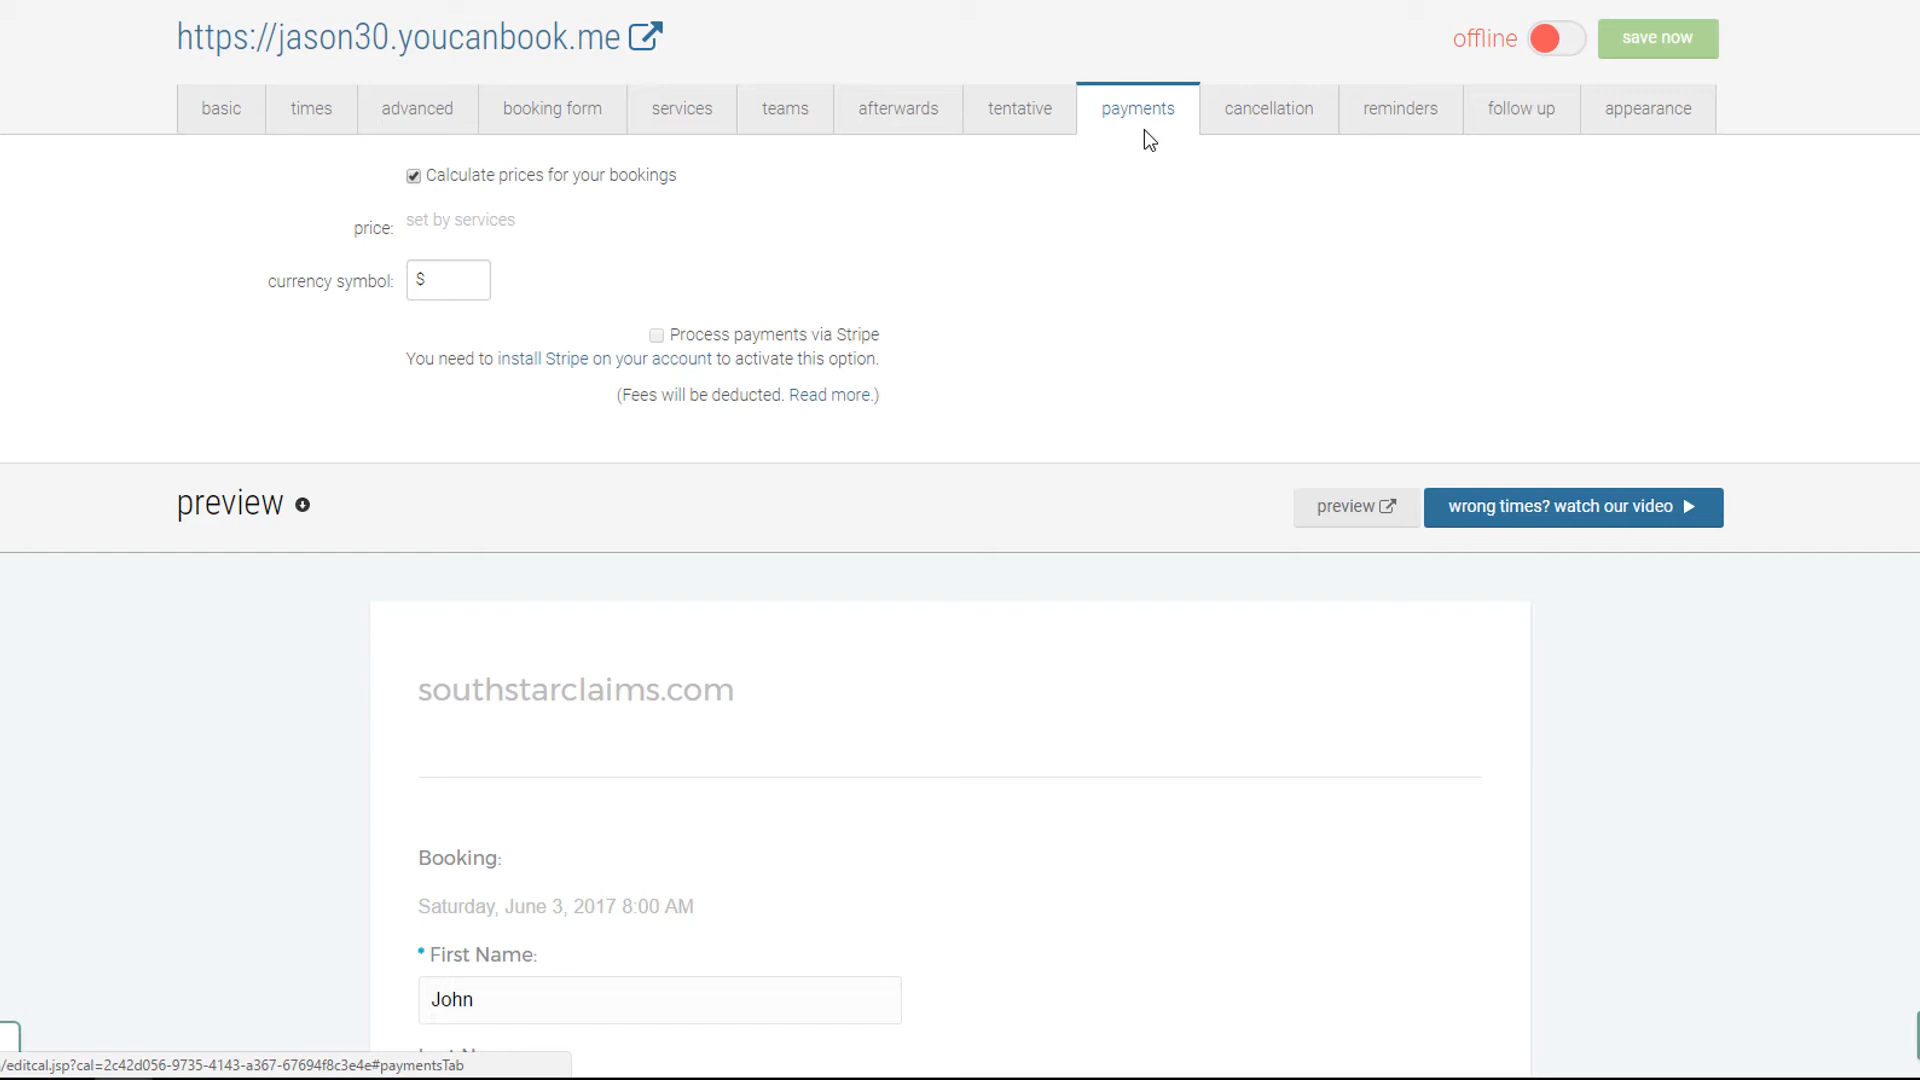 https://jason30.youcanbook.me
offline
save now
basic
times
advanced
booking form
services
teams
afterwards
tentative
payments
cancellation
reminders
follow up
appearance
Calculate prices for your bookings
price:
set by services
currency symbol:
$
Process payments via Stripe
You need to install Stripe on your account to activate this option.
(Fees will be deducted. Read more.)
preview
preview
wrong times? watch our video
southstarclaims.com
Booking:
Saturday, June 3, 2017 8:00 AM
* First Name:
John
/editcal.jsp?cal=2c42d056-9735-4143-a367-67694f8c3e4e#paymentsTab